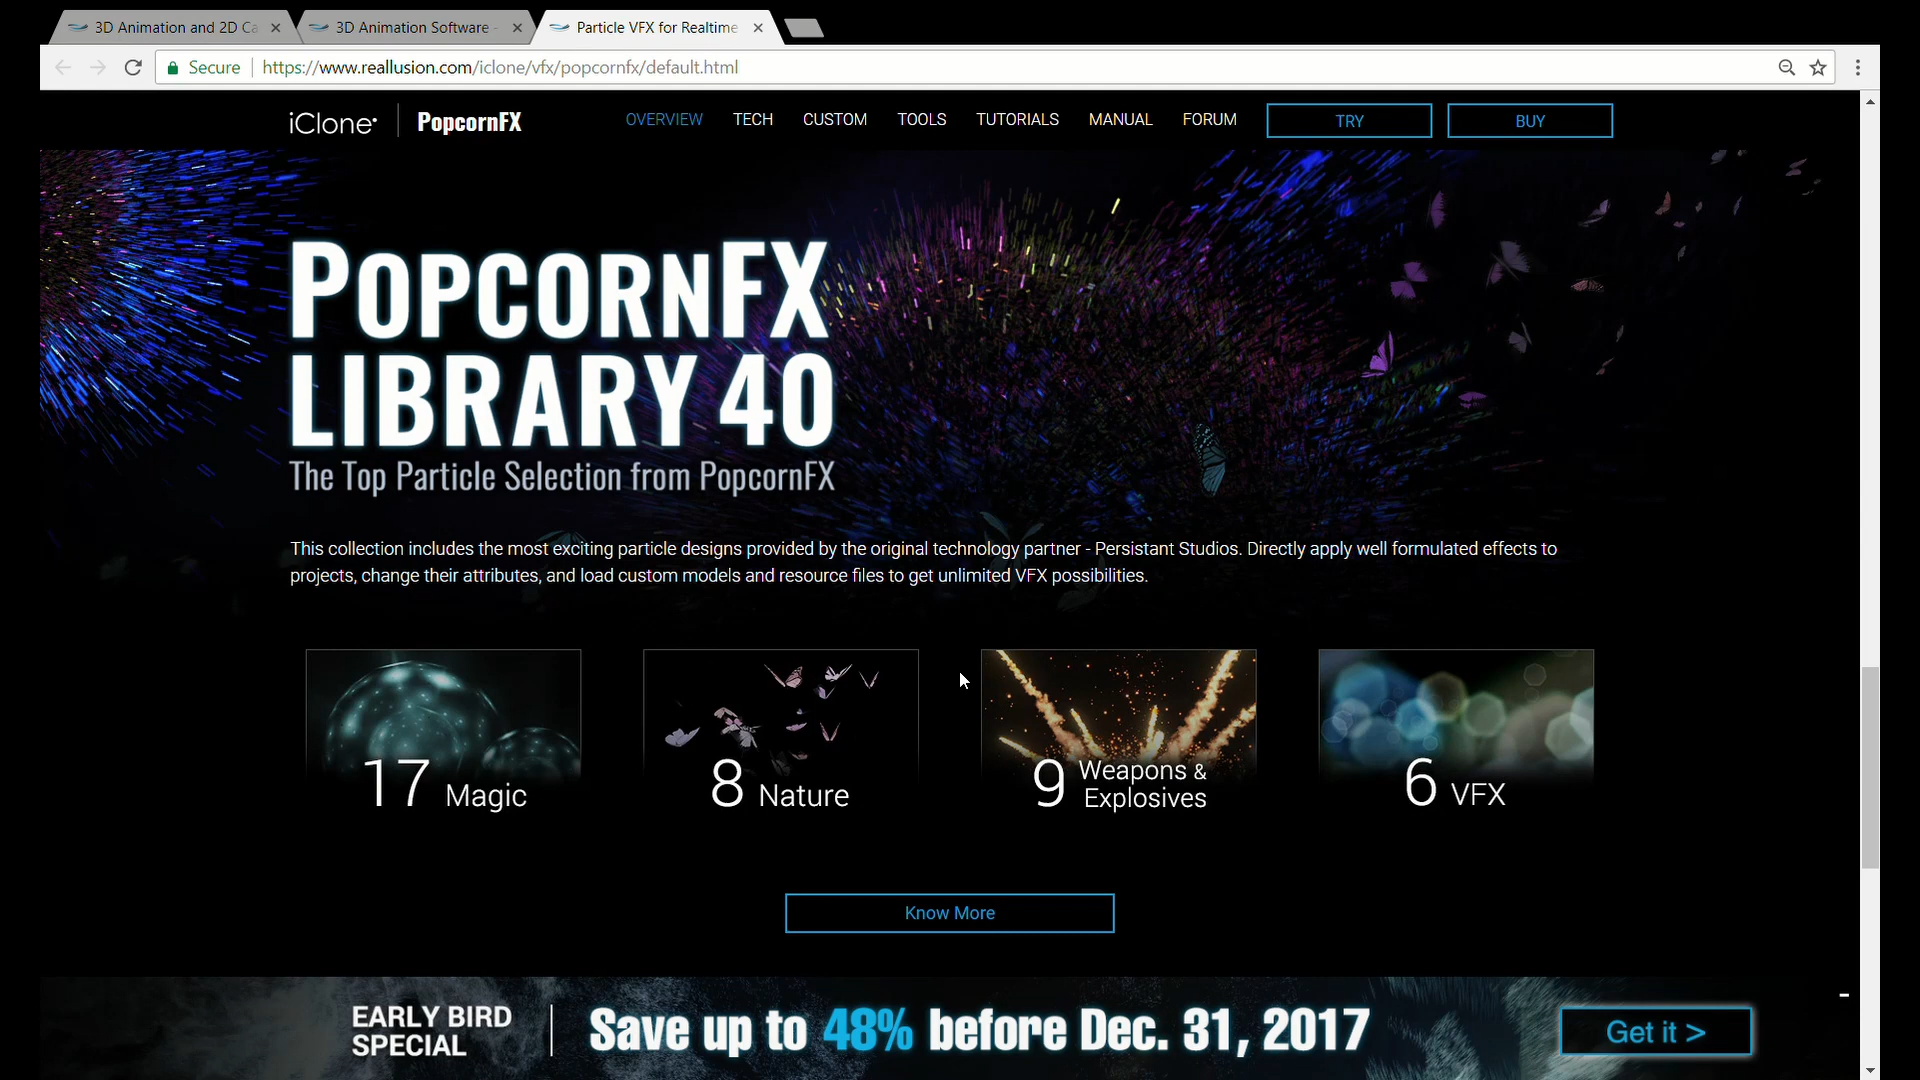 3D Animation and 2D Ca
3D Animation Software -
Particle VFX for Realtime
Secure
https://www.reallusion.com/iclone/vfx/popcornfx/default.html
iClone
PopcornFX
OVERVIEW
TECH
CUSTOM
TOOLS
TUTORIALS
MANUAL
FORUM
TRY
BUY
POPCORNFX
LIBRARY 40
The Top Particle Selection from PopcornFX
This collection includes the most exciting particle designs provided by the original technology partner - Persistant Studios. Directly apply well formulated effects to
projects, change their attributes, and load custom models and resource files to get unlimited VFX possibilities.
17 Magic
8 Nature
9 Weapons &
Explosives
6 VFX
Know More
EARLY BIRD
SPECIAL
Save up to 48% before Dec. 31, 2017
Get it >